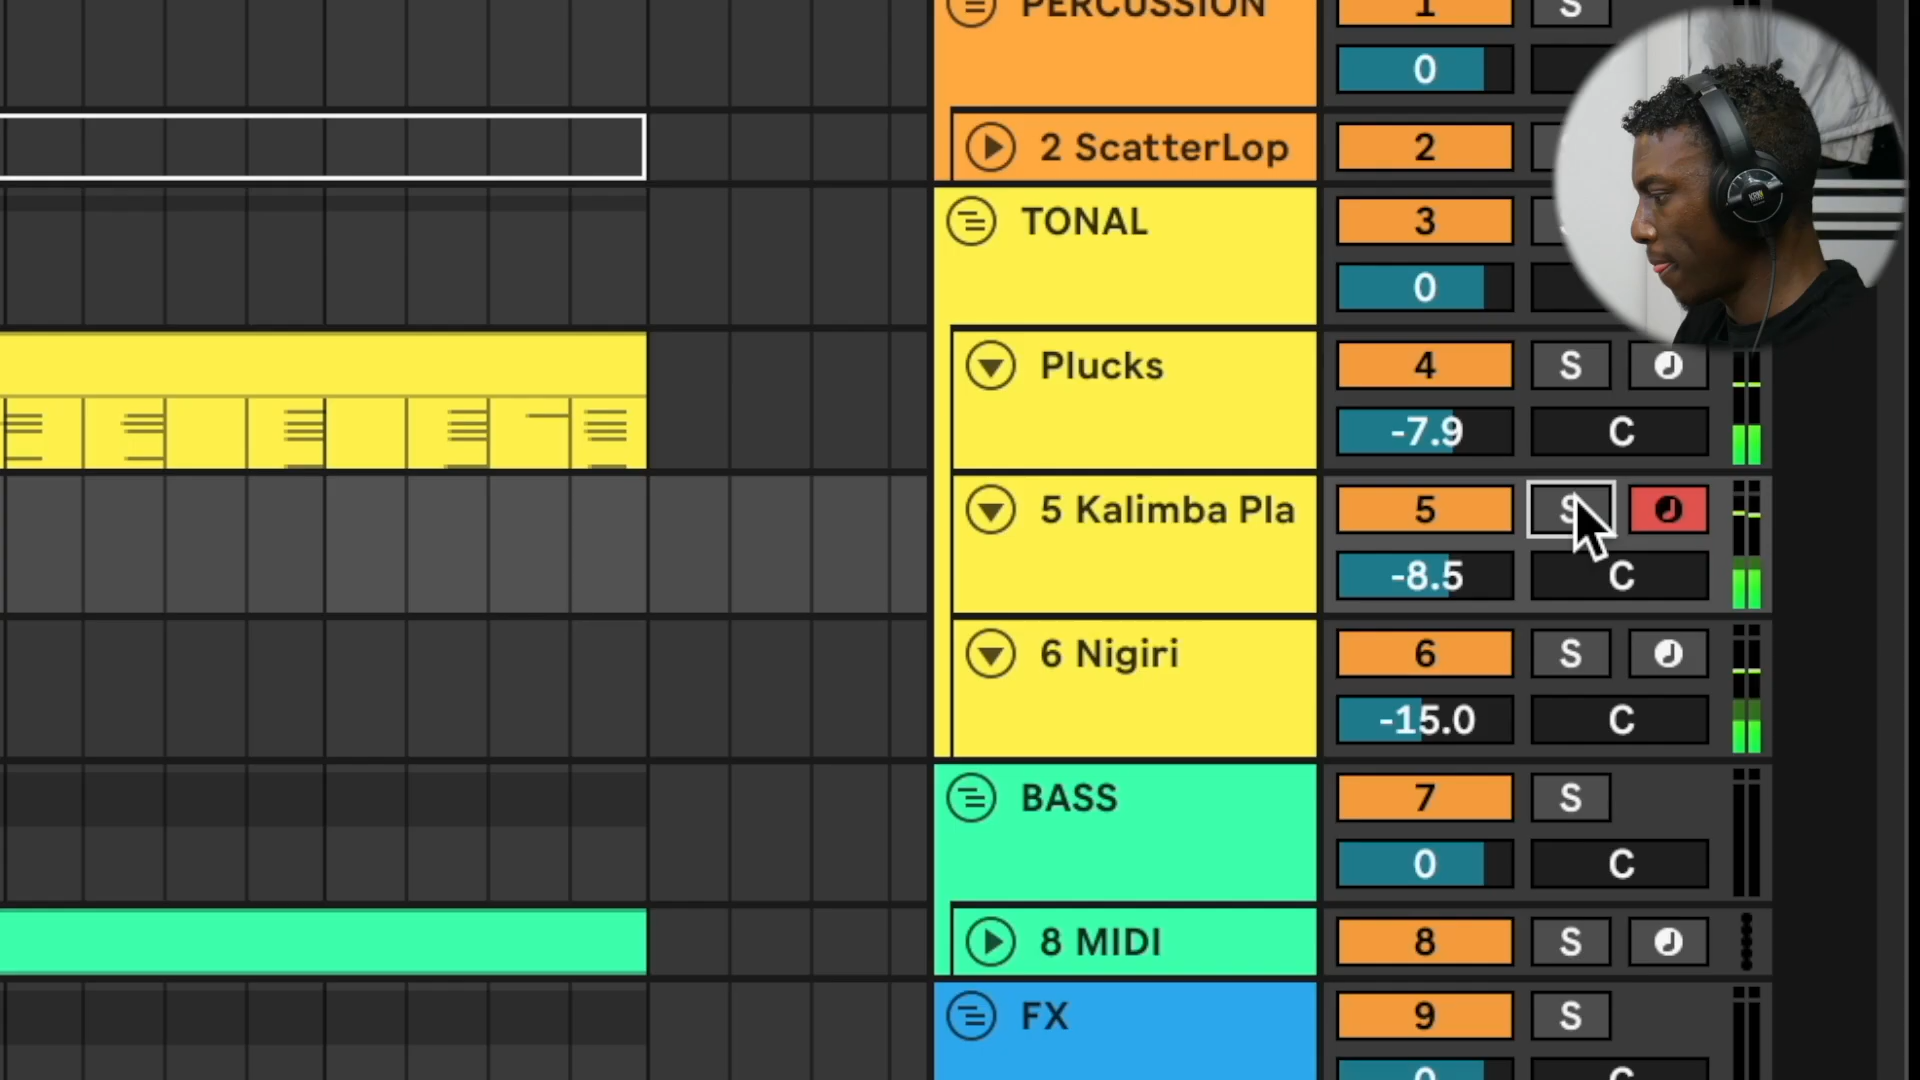 PERCUSSION 1 S
0
2 ScatterLop 2
TONAL 3
0
Plucks 4 S
-7.9 C
5 Kalimba Pla 5 S
-8.5 C
6 Nigiri 6 S
-15.0 C
BASS 7 S
0 C
8 MIDI 8 S
FX 9 S
0 C